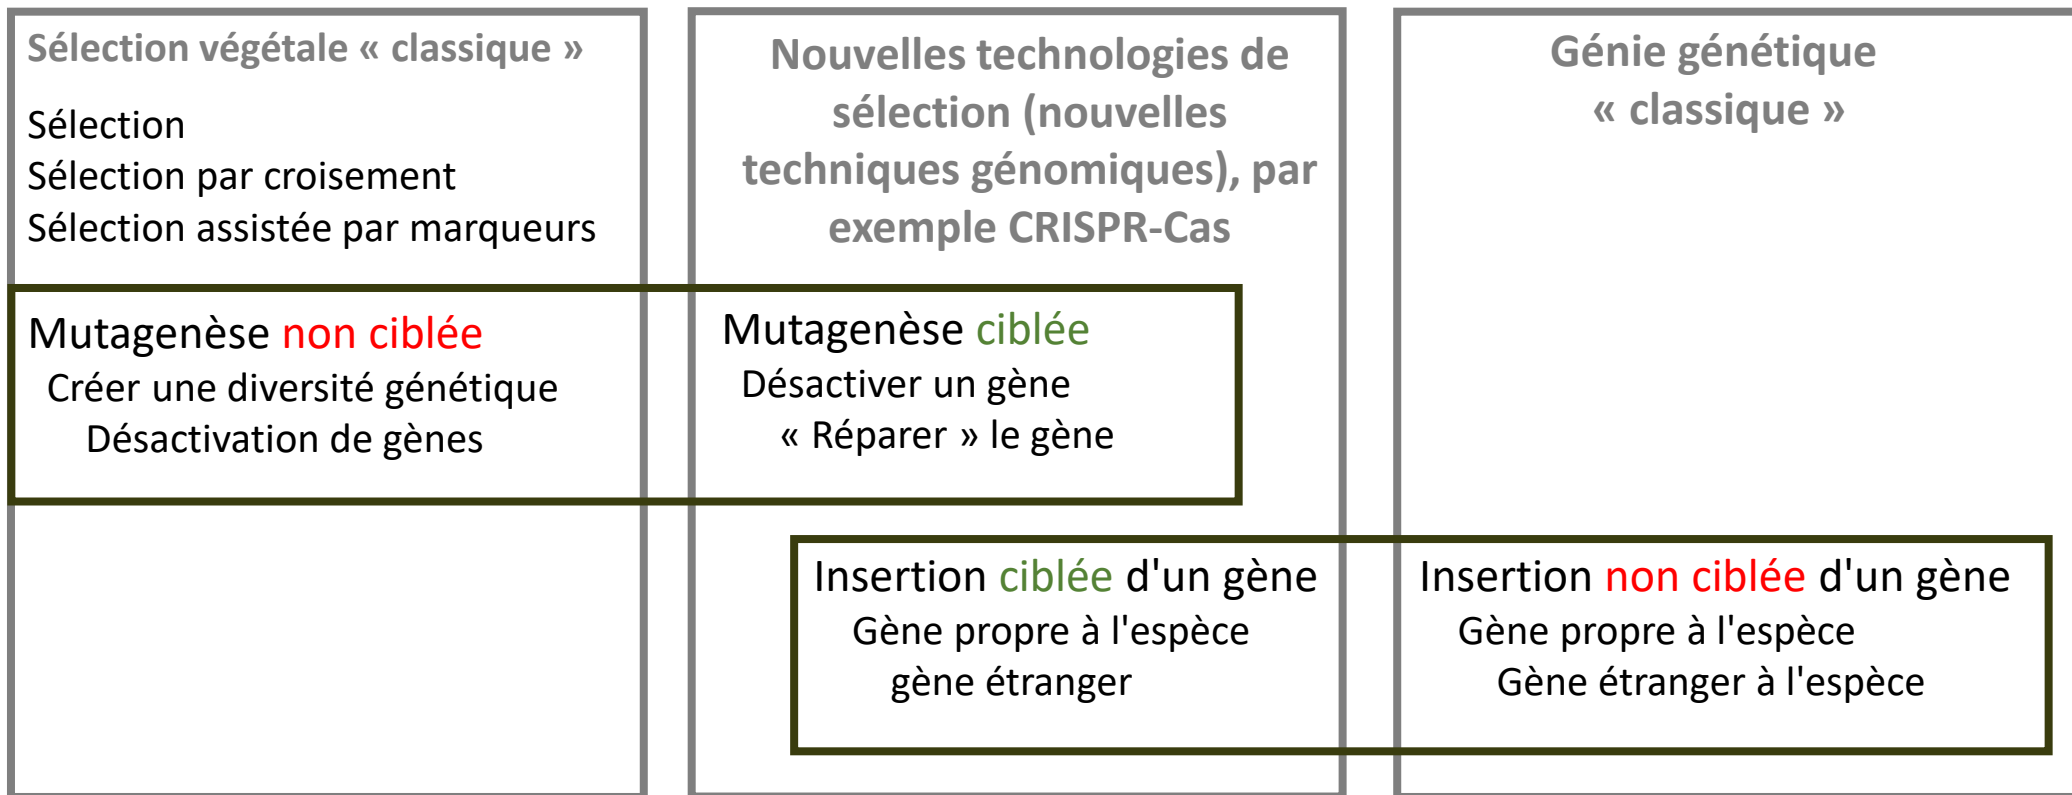 Sélection végétale « classique »
Sélection
Sélection par croisement
Sélection assistée par marqueurs
Mutagenèse non ciblée
Créer une diversité génétique
Désactivation de gènes
Nouvelles technologies de
sélection (nouvelles
techniques génomiques), par
exemple CRISPR-Cas
Mutagenèse ciblée
Désactiver un gène
« Réparer » le gène
Insertion ciblée d'un gène
Gène propre à l'espèce
gène étranger
Génie génétique
« classique »
Insertion non ciblée d'un gène
Gène propre à l'espèce
Gène étranger à l'espèce